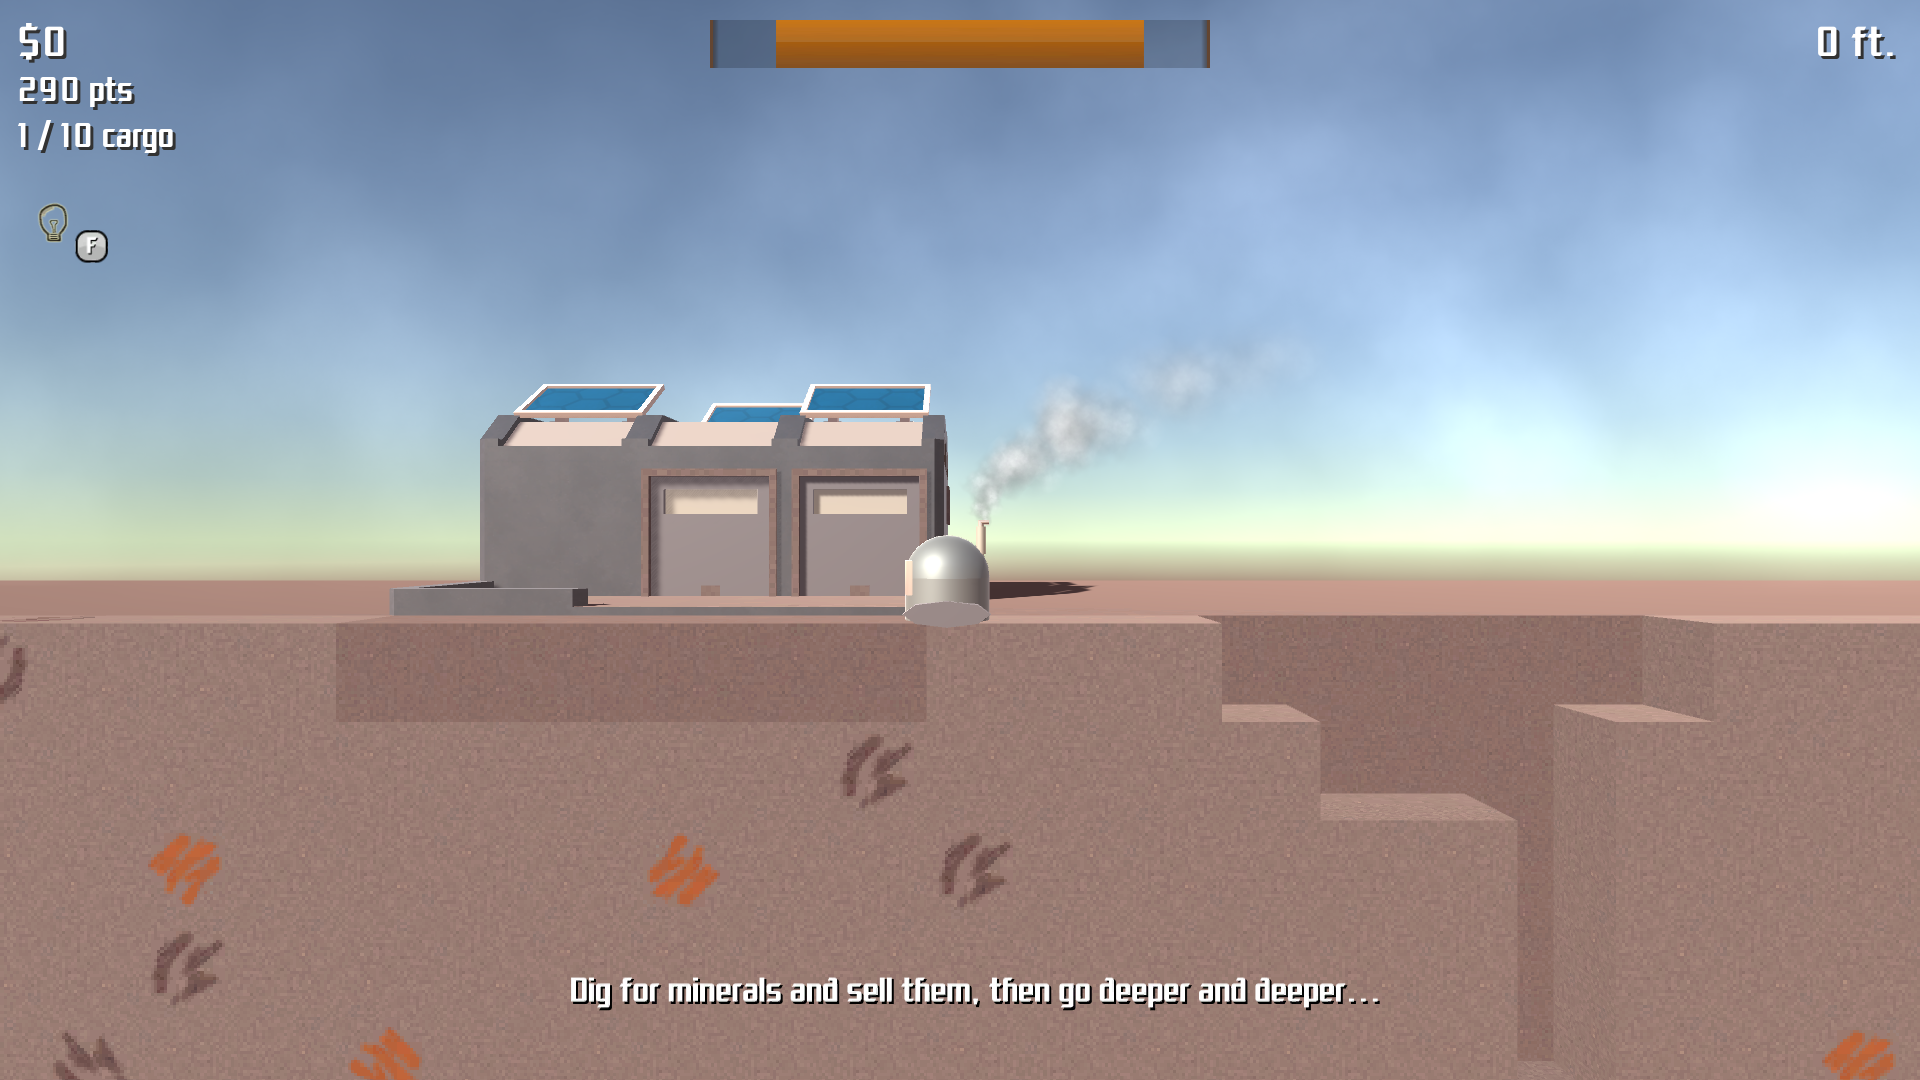 $0
0 ft.
290 pts
1 / 10 cargo
F
Dig for minerals and sell them, then go deeper and deeper...